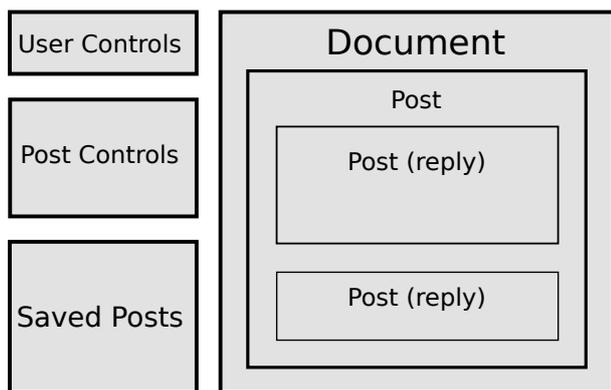 User Controls
Post Controls
Saved Posts
Document
Post
Post (reply)
Post (reply)